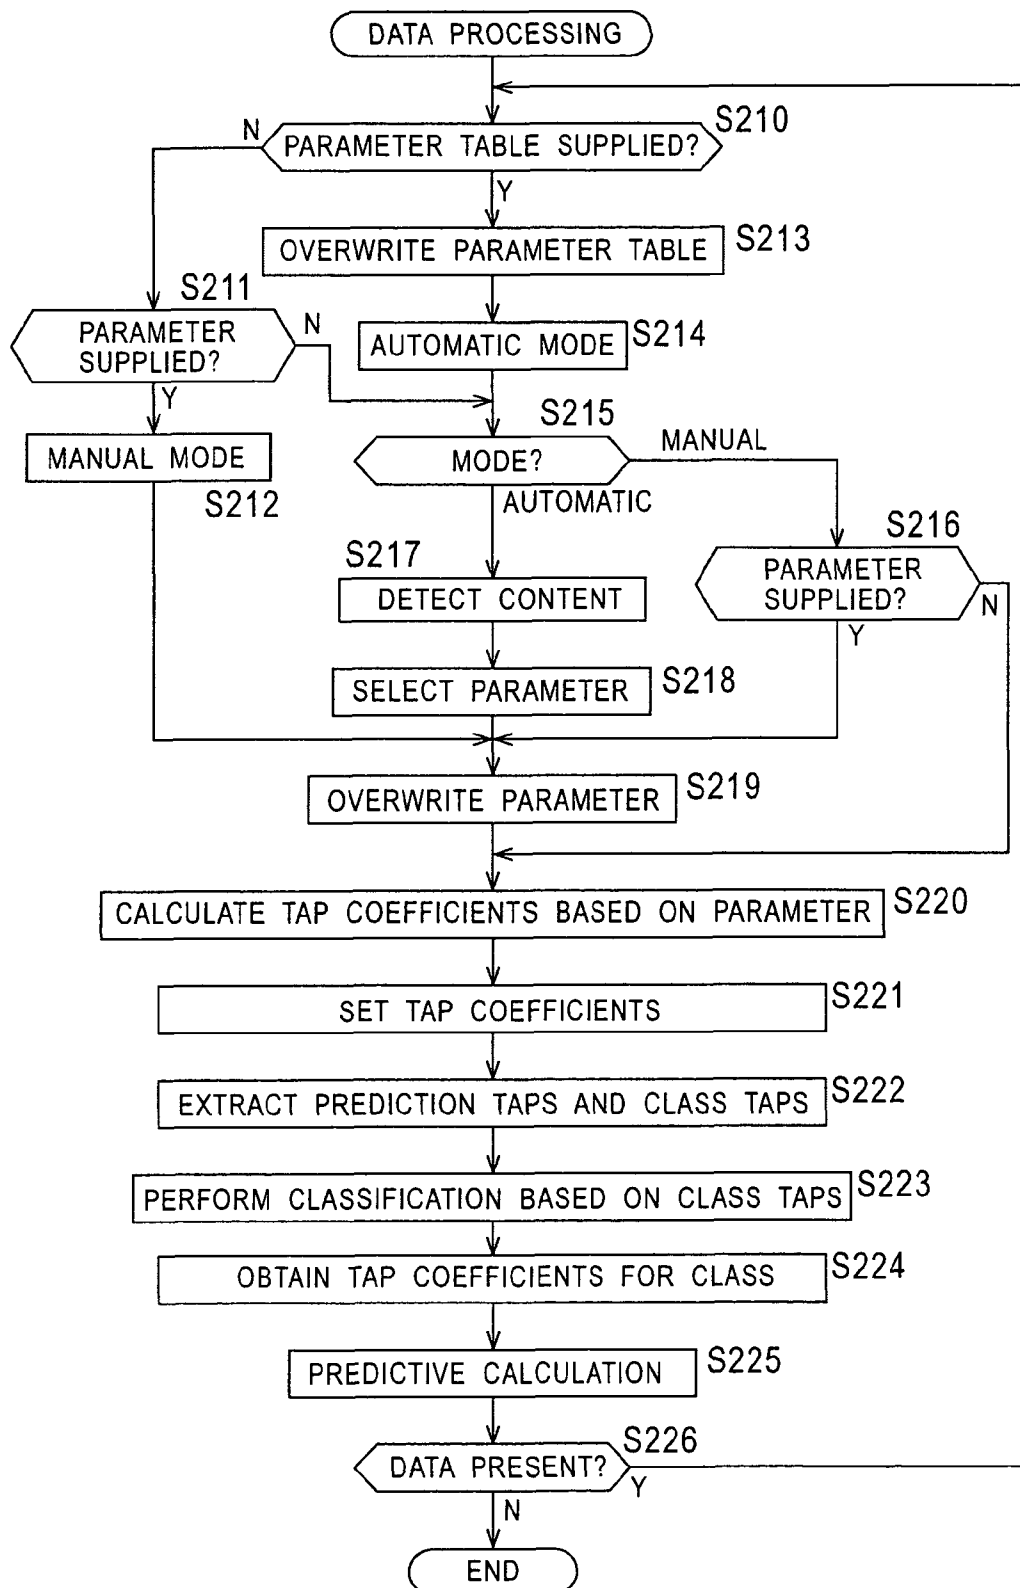 DATA PROCESSING
S210
N
PARAMETER TABLE SUPPLIED?
Y
S213
OVERWRITE PARAMETER TABLE
S211
PARAMETER
SUPPLIED?
N
S214
AUTOMATIC MODE
Y
S215
MANUAL
MANUAL MODE
MODE?
S212
AUTOMATIC
S216
S217
PARAMETER
SUPPLIED?
N
DETECT CONTENT
Y
S218
SELECT PARAMETER
S219
OVERWRITE PARAMETER
S220
CALCULATE TAP COEFFICIENTS BASED ON PARAMETER
S221
SET TAP COEFFICIENTS
S222
EXTRACT PREDICTION TAPS AND CLASS TAPS
S223
PERFORM CLASSIFICATION BASED ON CLASS TAPS
S224
OBTAIN TAP COEFFICIENTS FOR CLASS
S225
PREDICTIVE CALCULATION
S226
DATA PRESENT?
Y
N
END